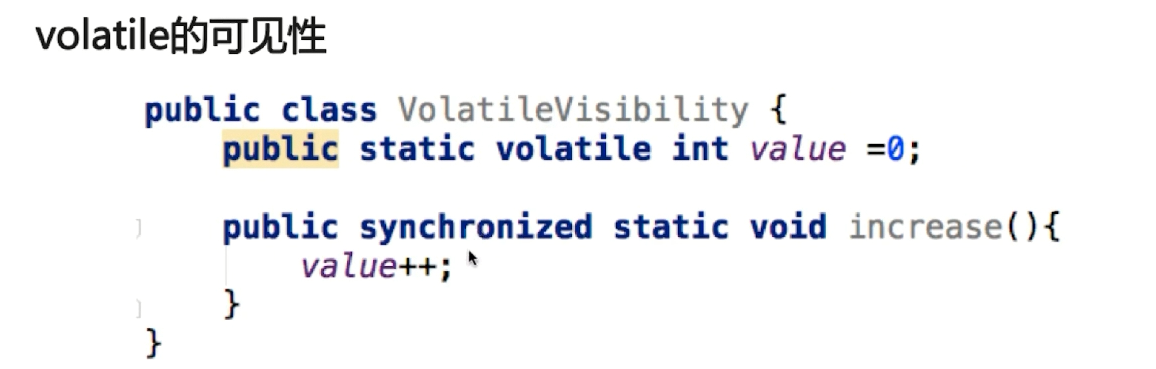 volatile的可见性
public class VolatileVisibility {
public static volatile int value =0;
public synchronized static void increase(){
value++;
}
}